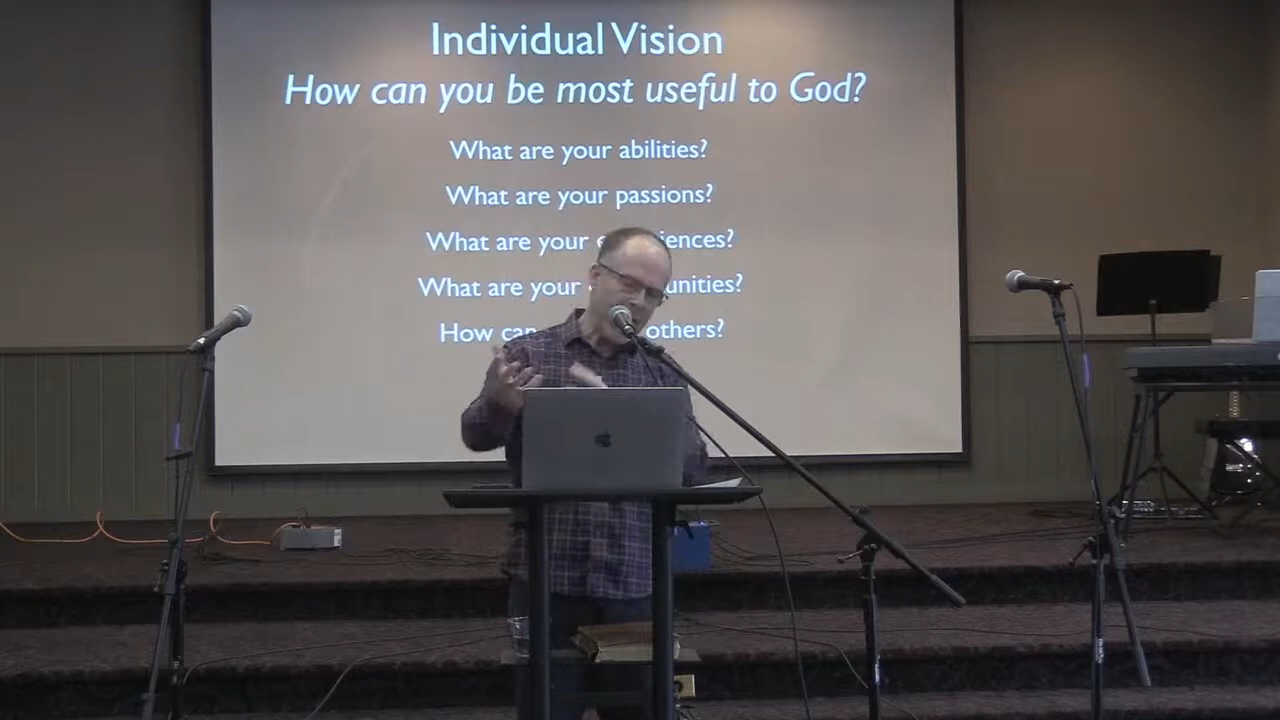 Individual Vision
How can you be most useful to God?
What are your abilities?
What are your passions?
What are your
What are your
How can others?